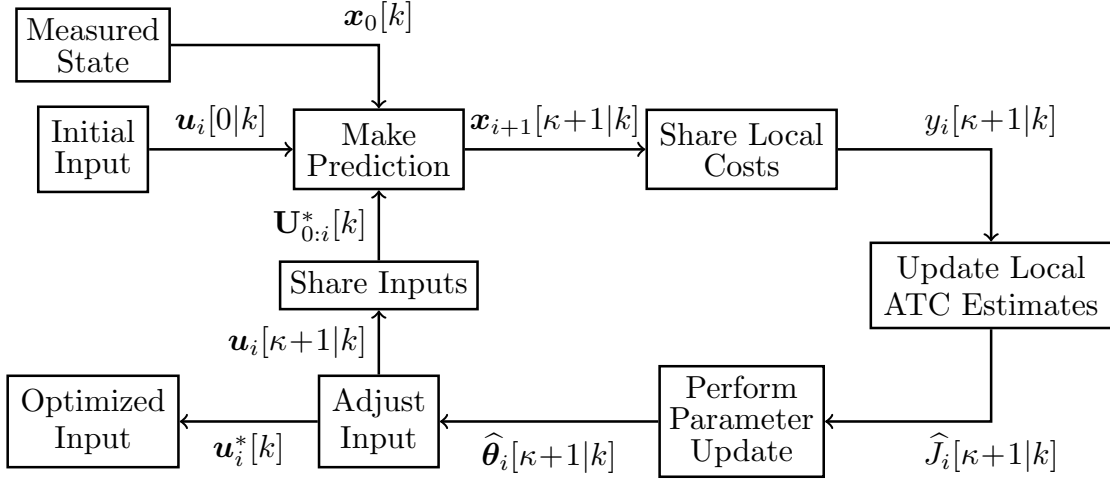 Measured
State
𝒙₀[k]
Initial
Input
𝒖ᵢ[0|k]
Make
Prediction
𝒙ᵢ₊₁[κ+1|k]
Share Local
Costs
yᵢ[κ+1|k]
𝐔*₀:ᵢ[k]
Share Inputs
Update Local
ATC Estimates
𝒖ᵢ[κ+1|k]
Optimized
Input
𝒖ᵢ*[k]
Adjust
Input
𝜽̂ᵢ[κ+1|k]
Perform
Parameter
Update
Ĵᵢ[κ+1|k]